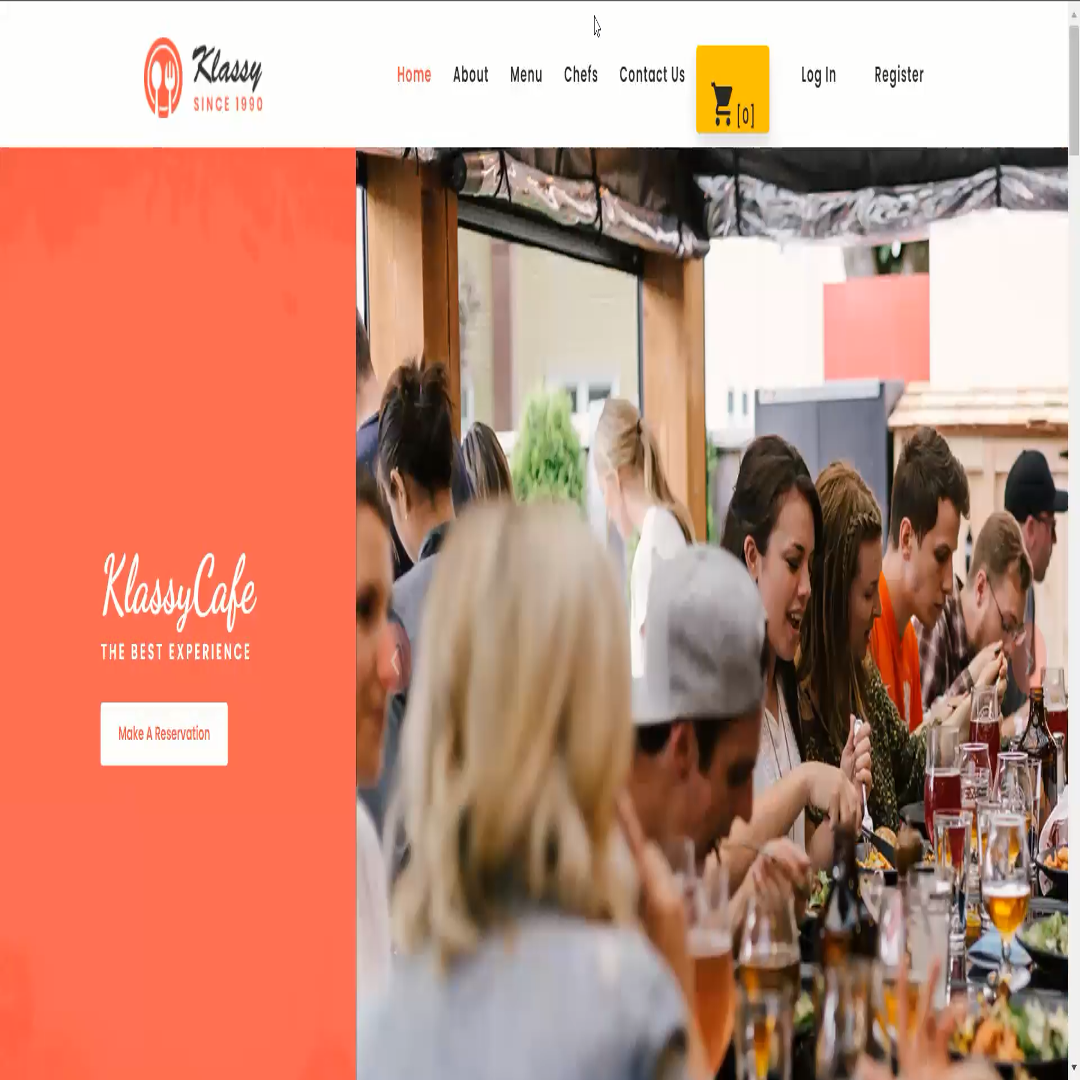 Klassy
SINCE 1990
Home About Menu Chefs Contact Us [0] Log In Register
KlassyCafe
THE BEST EXPERIENCE
Make A Reservation